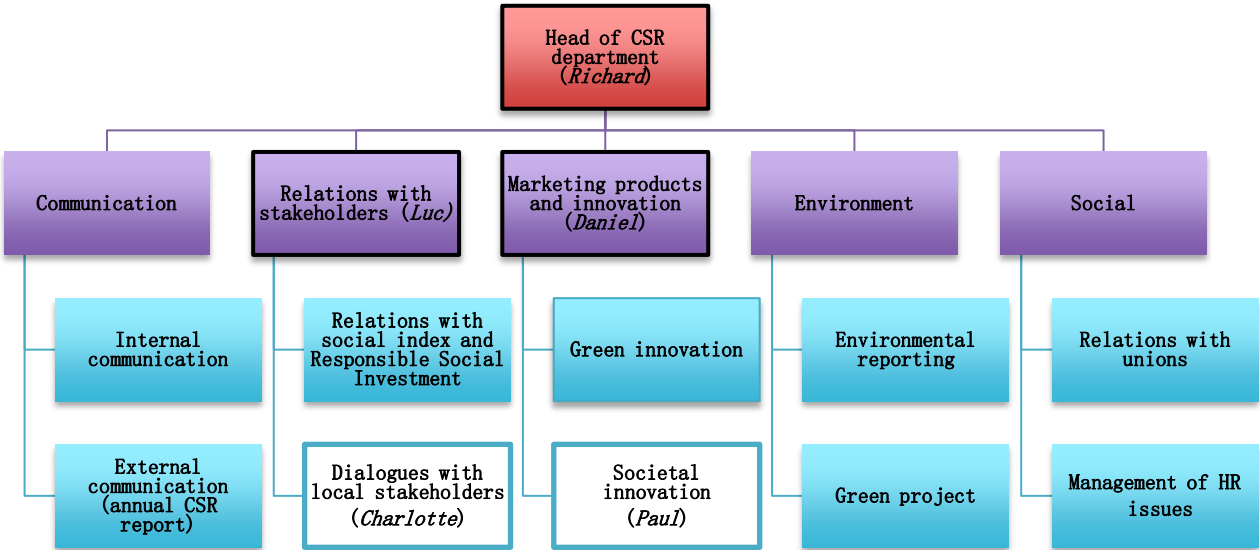 Head of CSR
department
(Richard)
Communication
Relations with
stakeholders (Luc)
Marketing products
and innovation
(Daniel)
Environment
Social
Internal
communication
Relations with
social index and
Responsible Social
Investment
Green innovation
Environmental
reporting
Relations with
unions
External
communication
(annual CSR
report)
Dialogues with
local stakeholders
(Charlotte)
Societal
innovation
(Paul)
Green project
Management of HR
issues